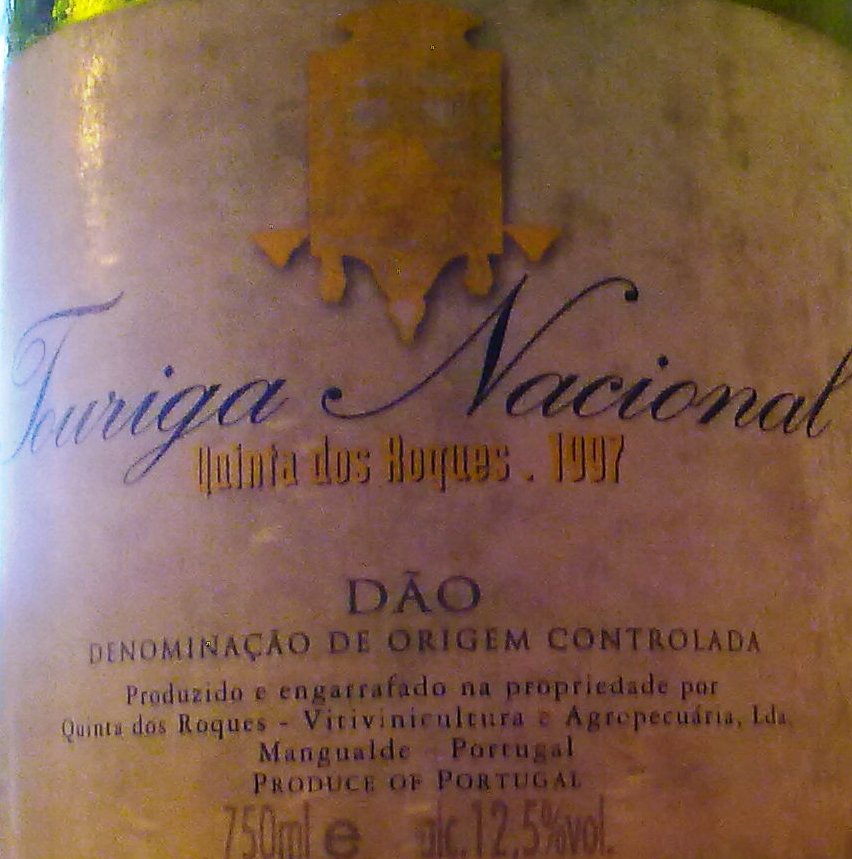 Touriga Nacional
Quinta dos Roques . 1997
DÃO
DENOMINAÇÃO DE ORIGEM CONTROLADA
Produzido e engarrafado na propriedade por
Quinta dos Roques - Vitivinicultura e Agropecuária, Lda.
Mangualde - Portugal
PRODUCE OF PORTUGAL
750ml e alc.12,5%vol.